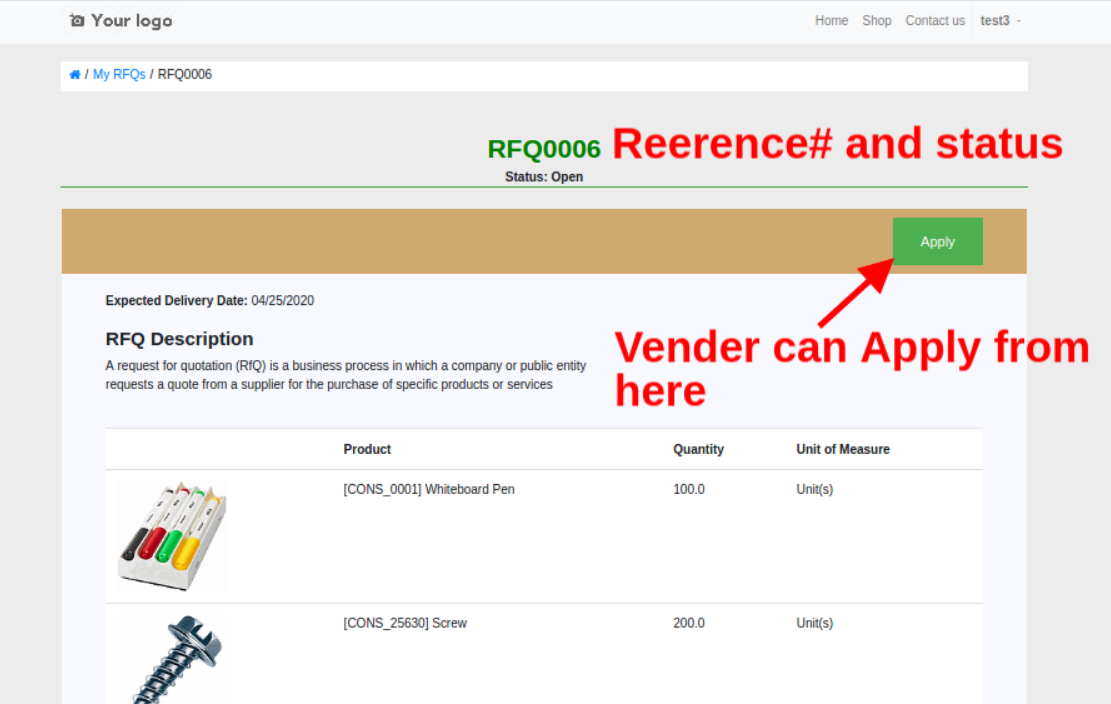 Your logo
Home Shop Contact us test3
/ My RFQs / RFQ0006
RFQ0006 Reerence# and status
Status: Open
Apply
Expected Delivery Date: 04/25/2020
RFQ Description
Vender can Apply from
here
A request for quotation (RfQ) is a business process in which a company or public entity
requests a quote from a supplier for the purchase of specific products or services
Product Quantity Unit of Measure
[CONS_0001] Whiteboard Pen 100.0 Unit(s)
[CONS_25630] Screw 200.0 Unit(s)